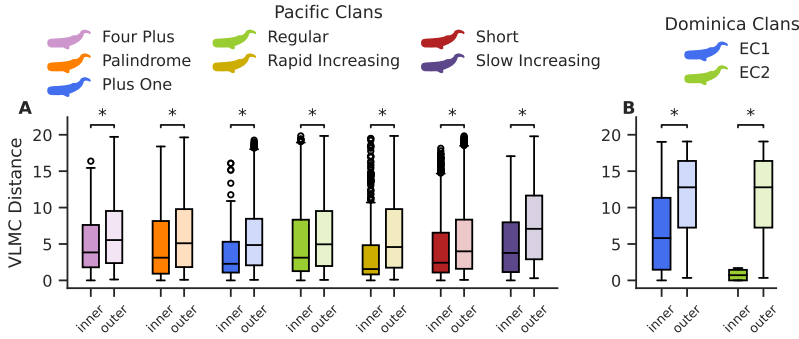 Pacific Clans
Four Plus
Regular
Short
Palindrome
Rapid Increasing
Slow Increasing
Plus One
Dominica Clans
EC1
EC2
A
* * * * * * *
VLMC Distance
20
15
10
5
0
inner outer inner outer inner outer inner outer inner outer inner outer inner outer
B
* *
20
15
10
5
0
inner outer inner outer